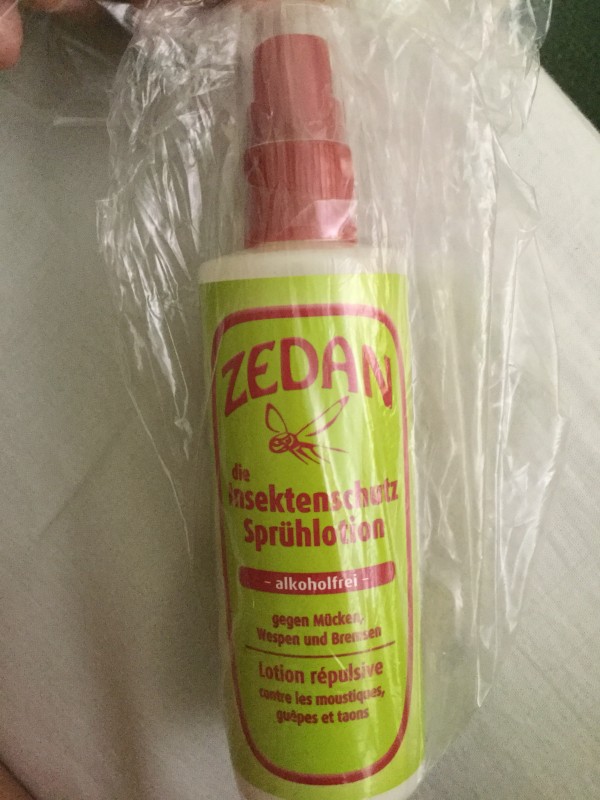 ZEDAN
die
insektenschutz
Sprühlotion
- alkoholfrei -
gegen Mücken,
Wespen und Bremsen
Lotion répulsive
contre les moustiques,
guêpes et taons